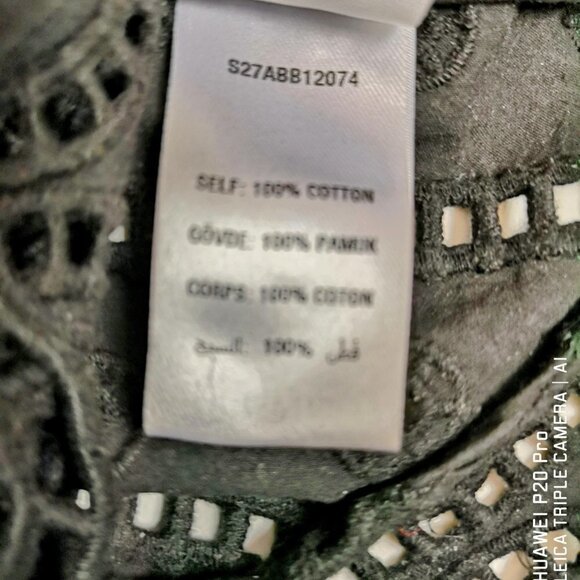 S27ABB12074
SELF: 100% COTTON
GÖVDE: 100% PAMUK
CORPS: 100% COTON
النسيج: 100% قطن
HUAWEI P20 Pro
LEICA TRIPLE CAMERA | AI